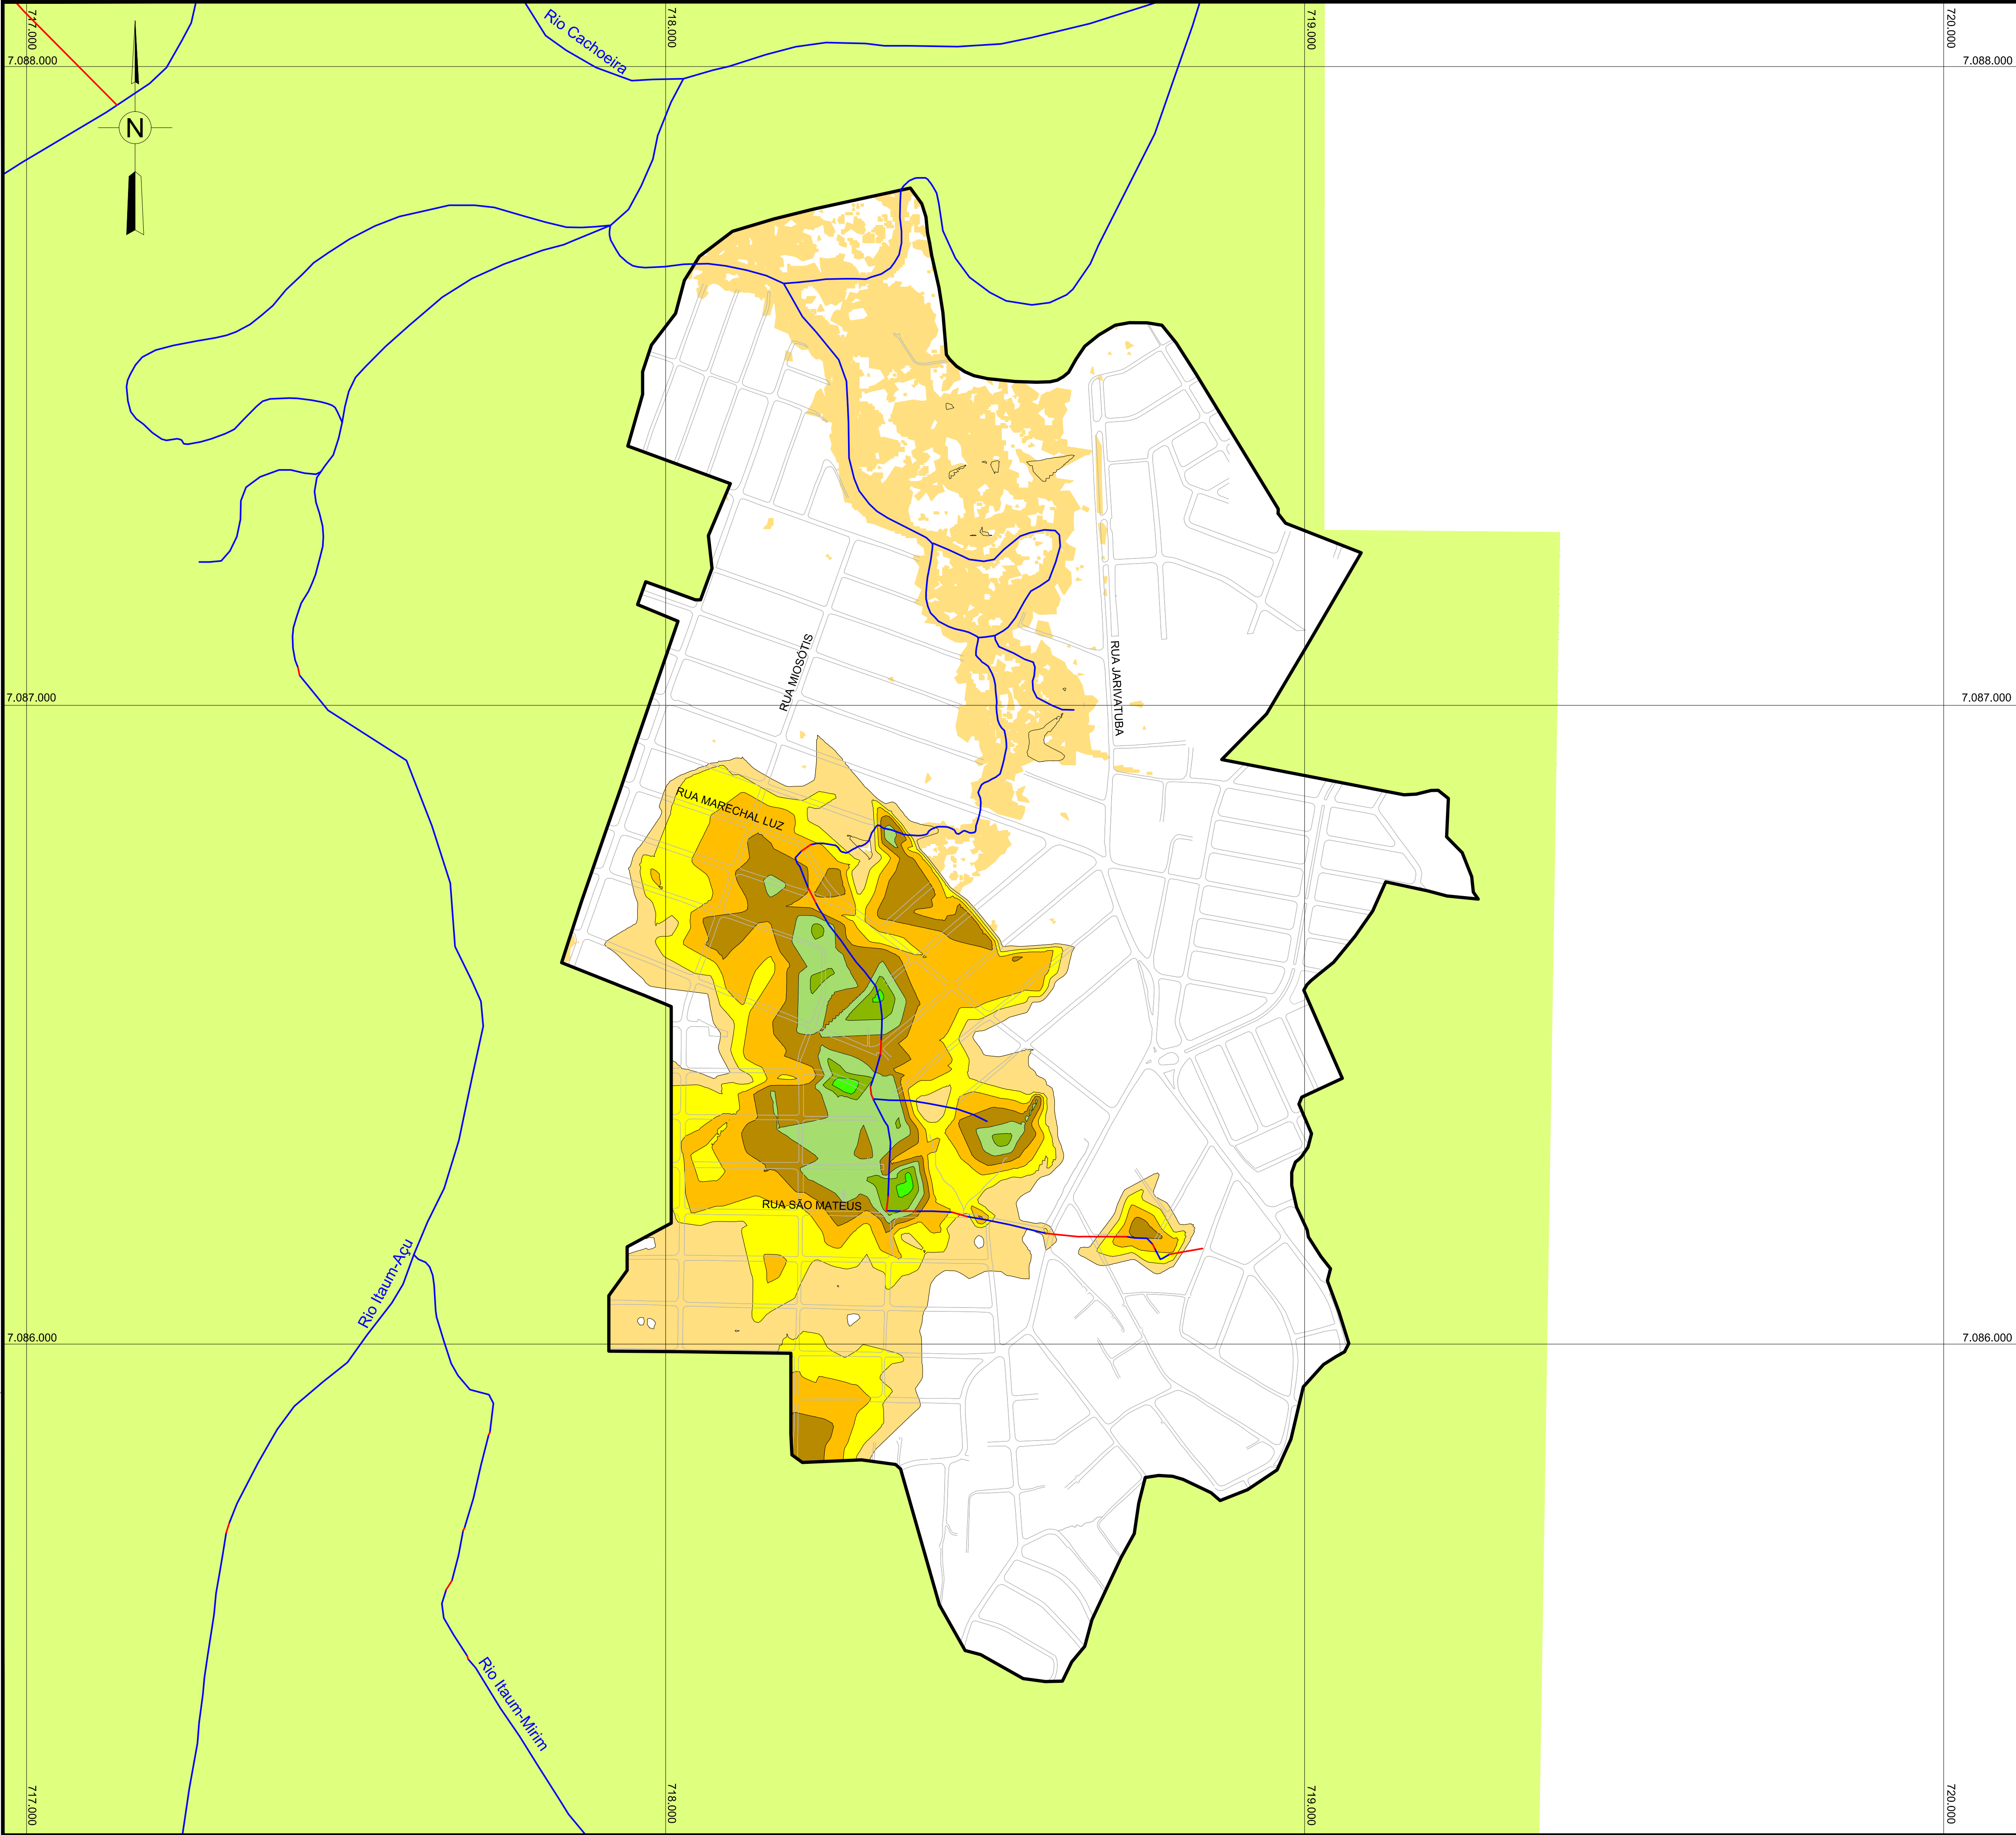 717.000
718.000
719.000
720.000
Rio Cachoeira
7.088.000
7.088.000
N
RUA MIOSÓTIS
RUA JARIVATUBA
7.087.000
7.087.000
RUA MARECHAL LUZ
RUA SÃO MATEUS
Rio Itaum-Açu
7.086.000
7.086.000
Rio Itaum-Mirim
717.000
718.000
719.000
720.000